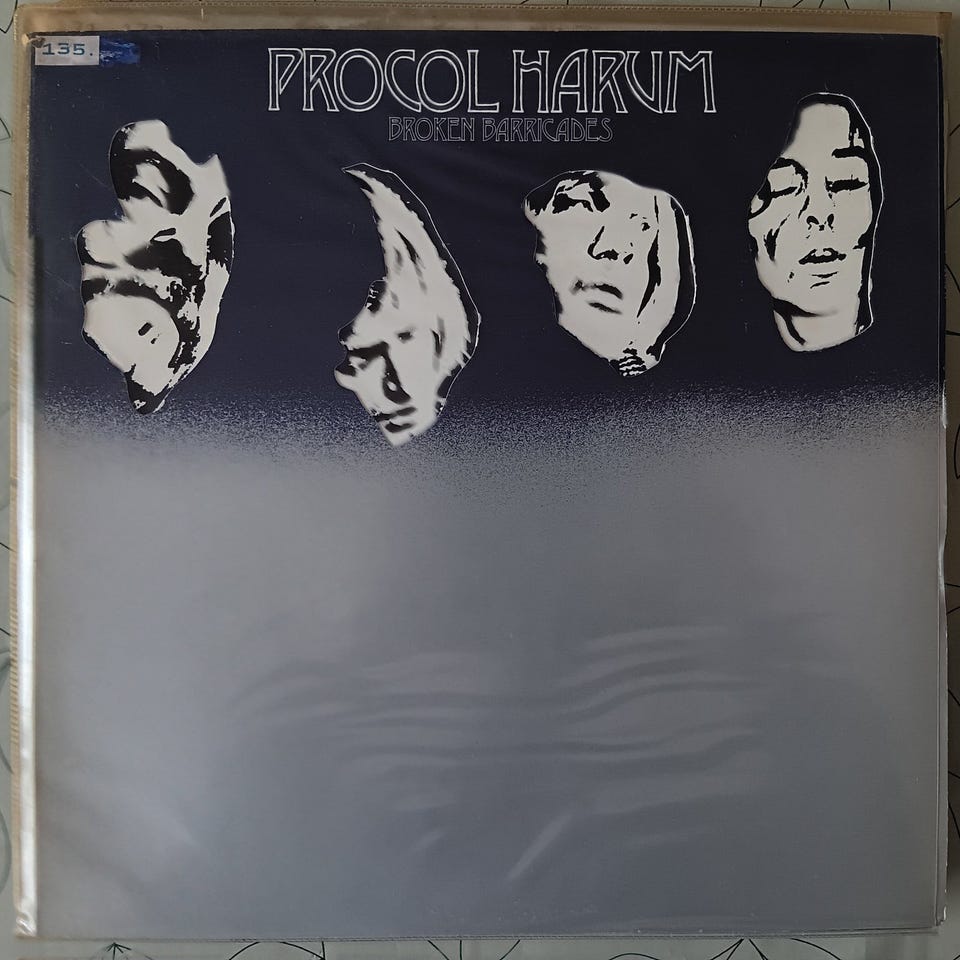 135.
PROCOL HARUM
BROKEN BARRICADES